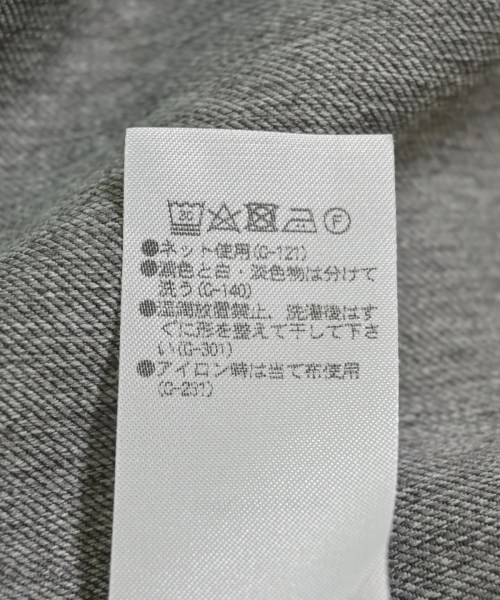 30 F
●ネット使用(G-121)
●濃色と白・淡色物は分けて
洗う(G-140)
●湿潤放置禁止、洗濯後はす
ぐに形を整えて干して下さ
い(G-301)
●アイロン時は当て布使用
(G-231)